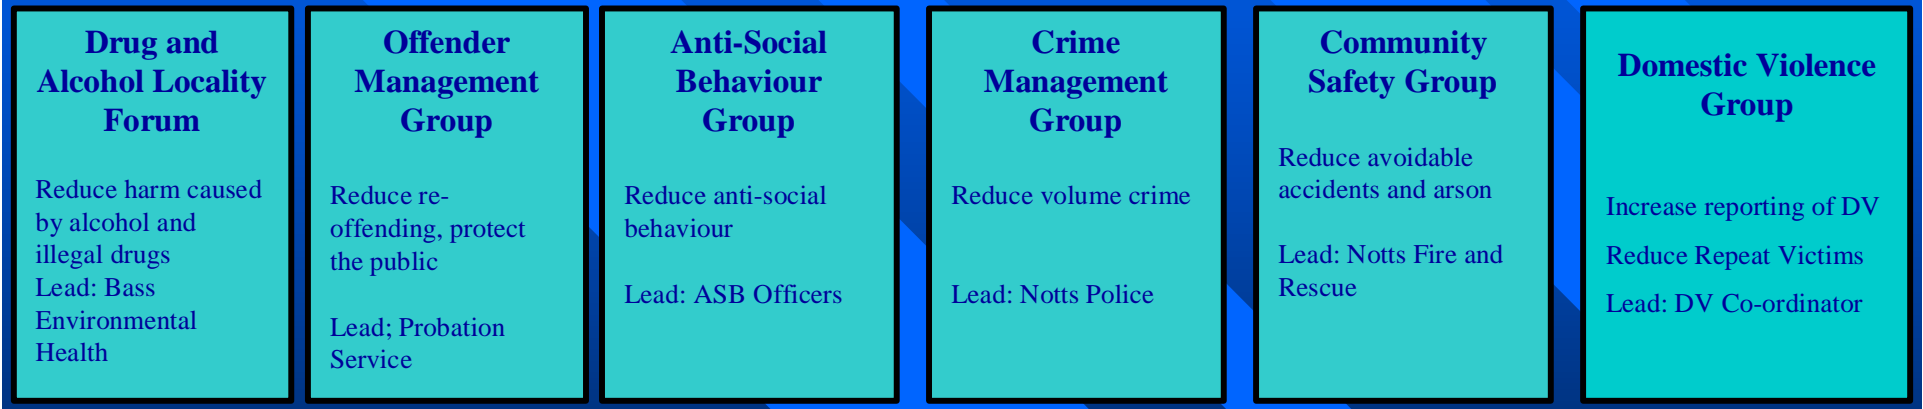 Drug and
Alcohol Locality
Forum
Reduce harm caused
by alcohol and
illegal drugs
Lead: Bass
Environmental
Health
Offender
Management
Group
Reduce re-
offending, protect
the public
Lead; Probation
Service
Anti-Social
Behaviour
Group
Reduce anti-social
behaviour
Lead: ASB Officers
Crime
Management
Group
Reduce volume crime
Lead: Notts Police
Community
Safety Group
Reduce avoidable
accidents and arson
Lead: Notts Fire and
Rescue
Domestic Violence
Group
Increase reporting of DV
Reduce Repeat Victims
Lead: DV Co-ordinator